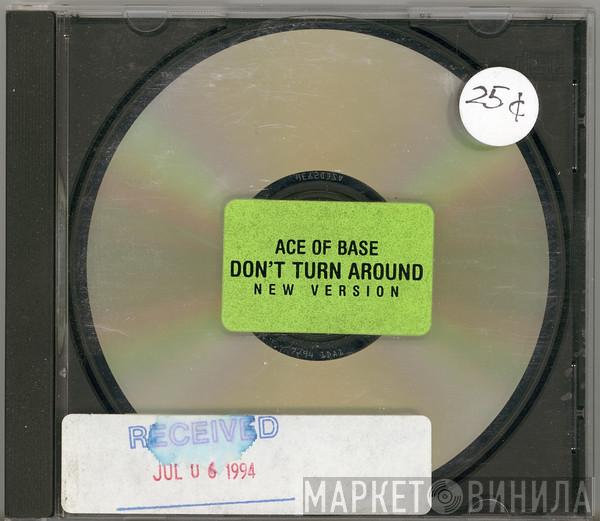 25¢
ACE OF BASE
DON'T TURN AROUND
NEW VERSION
RECEIVED
JUL 06 1994
МАРКЕТ ВИНИЛА